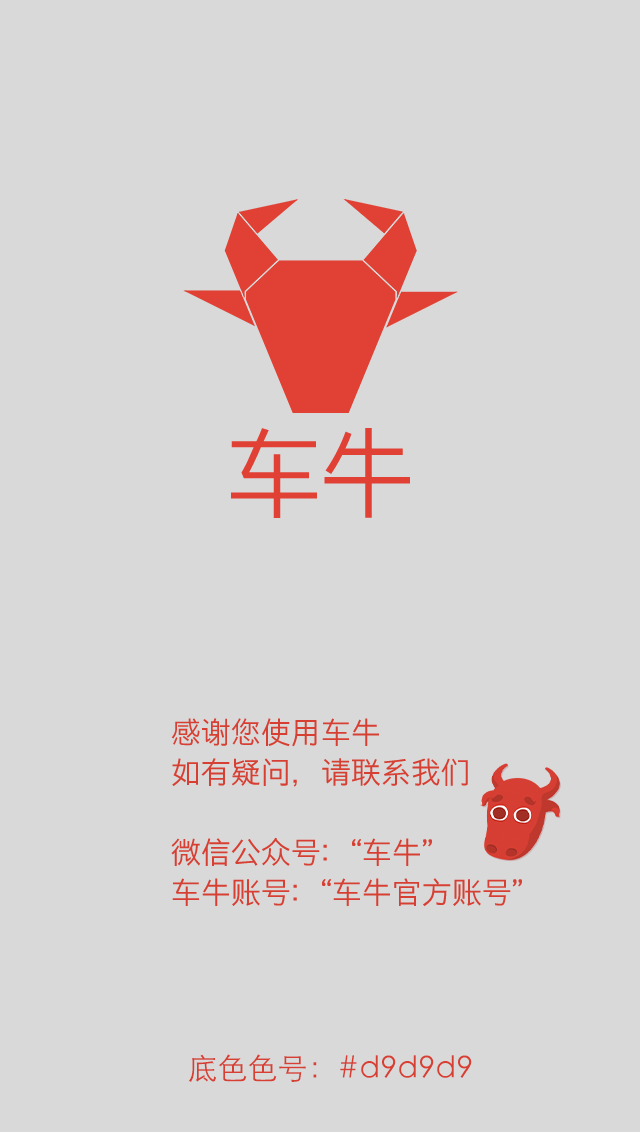 车牛
感谢您使用车牛
如有疑问，请联系我们
微信公众号：“车牛”
车牛账号：“车牛官方账号”
底色色号：#d9d9d9